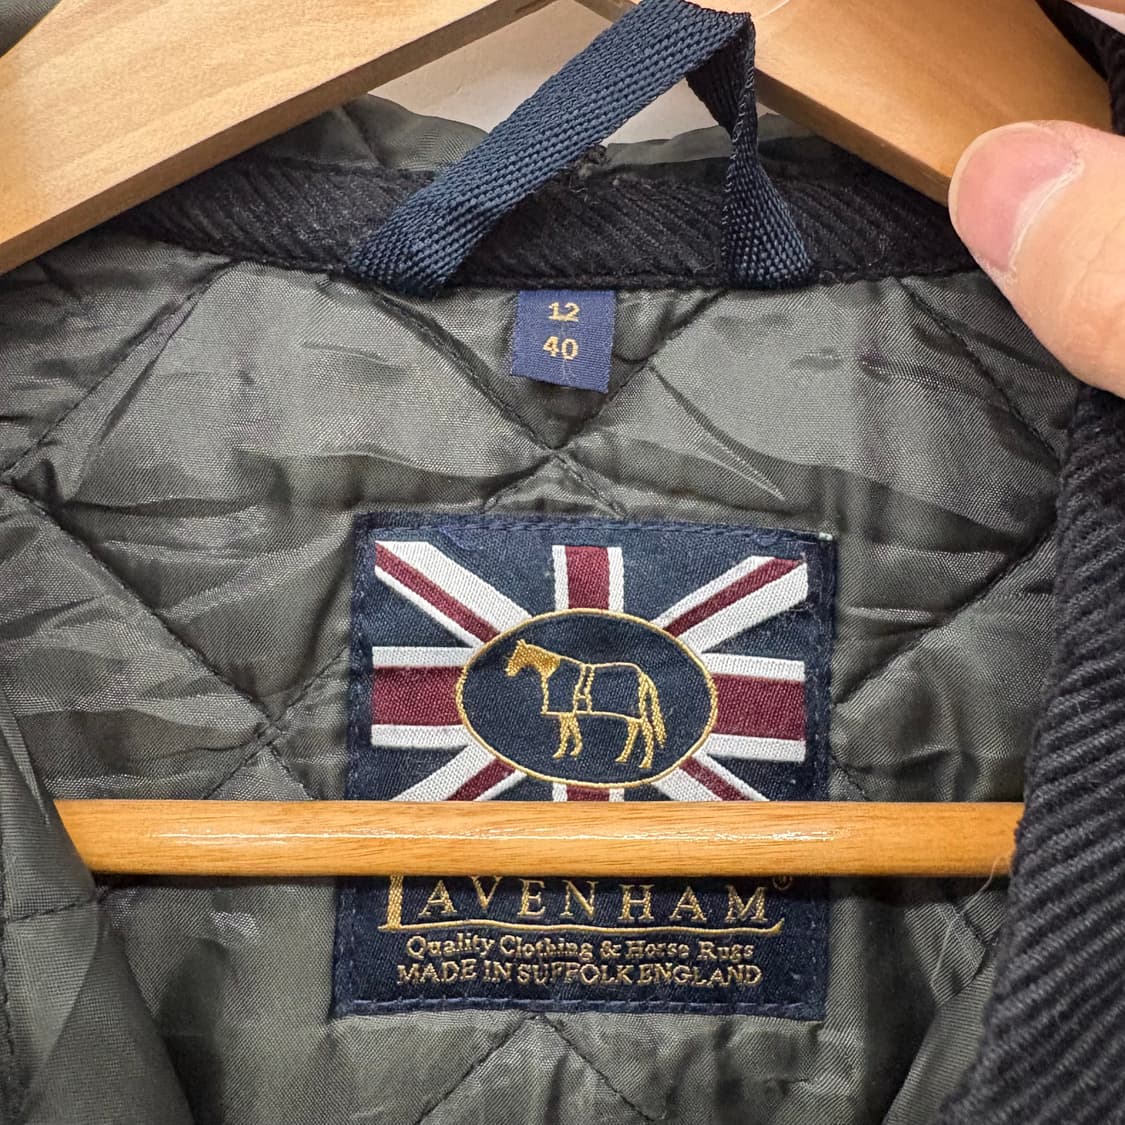 12
40
LAVENHAM®
Quality Clothing & Horse Rugs
MADE IN SUFFOLK ENGLAND